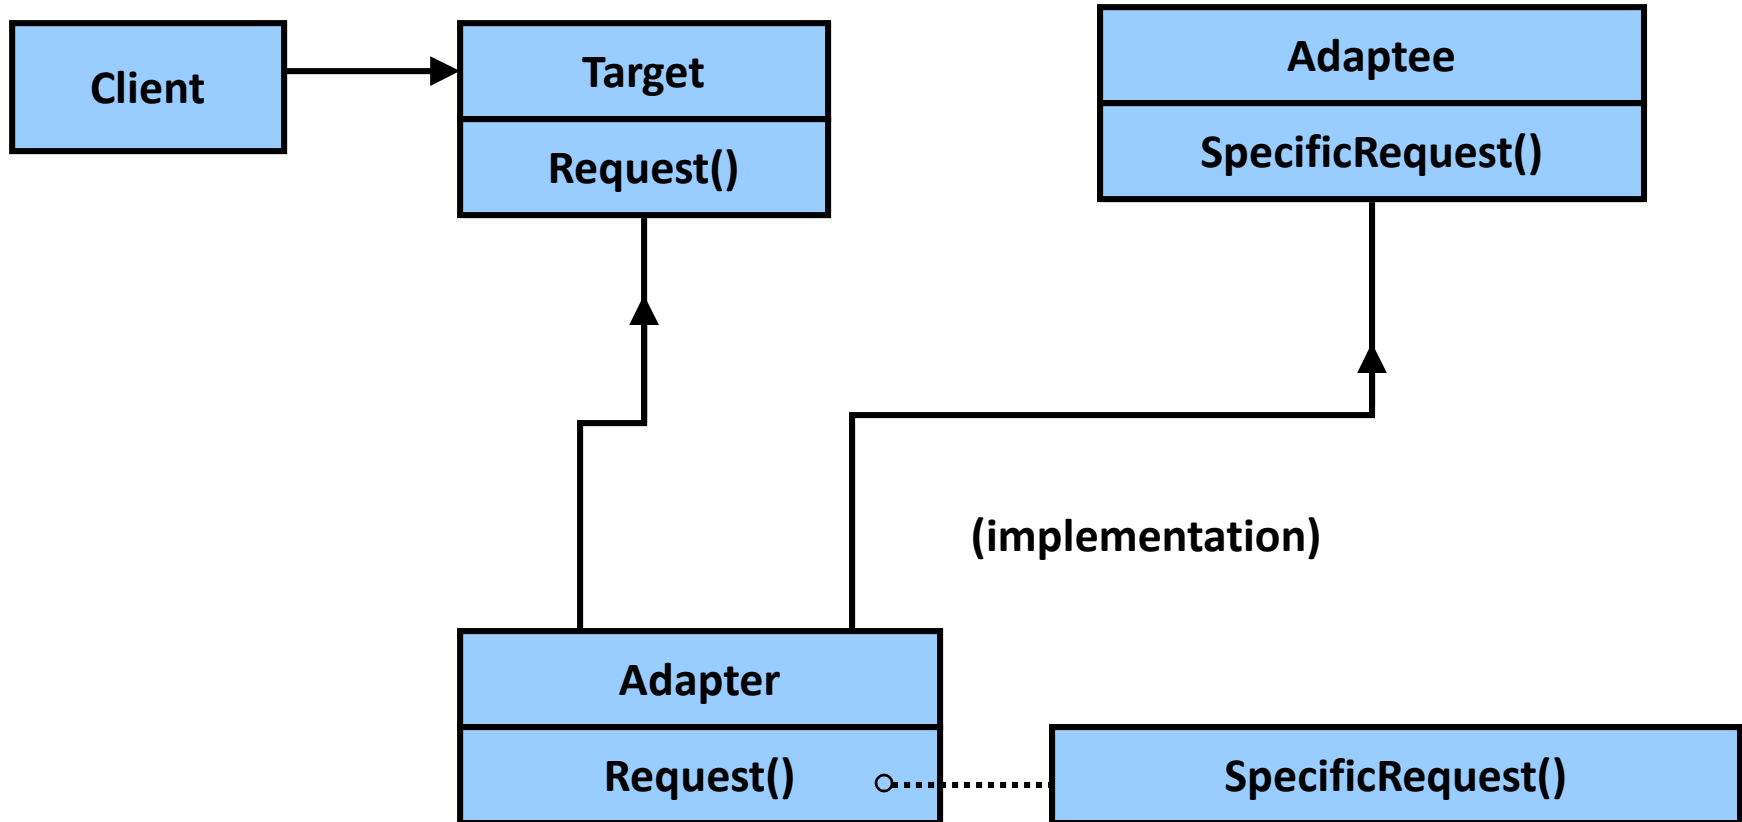 Client
Target
Request()
Adaptee
SpecificRequest()
(implementation)
Adapter
Request()
SpecificRequest()